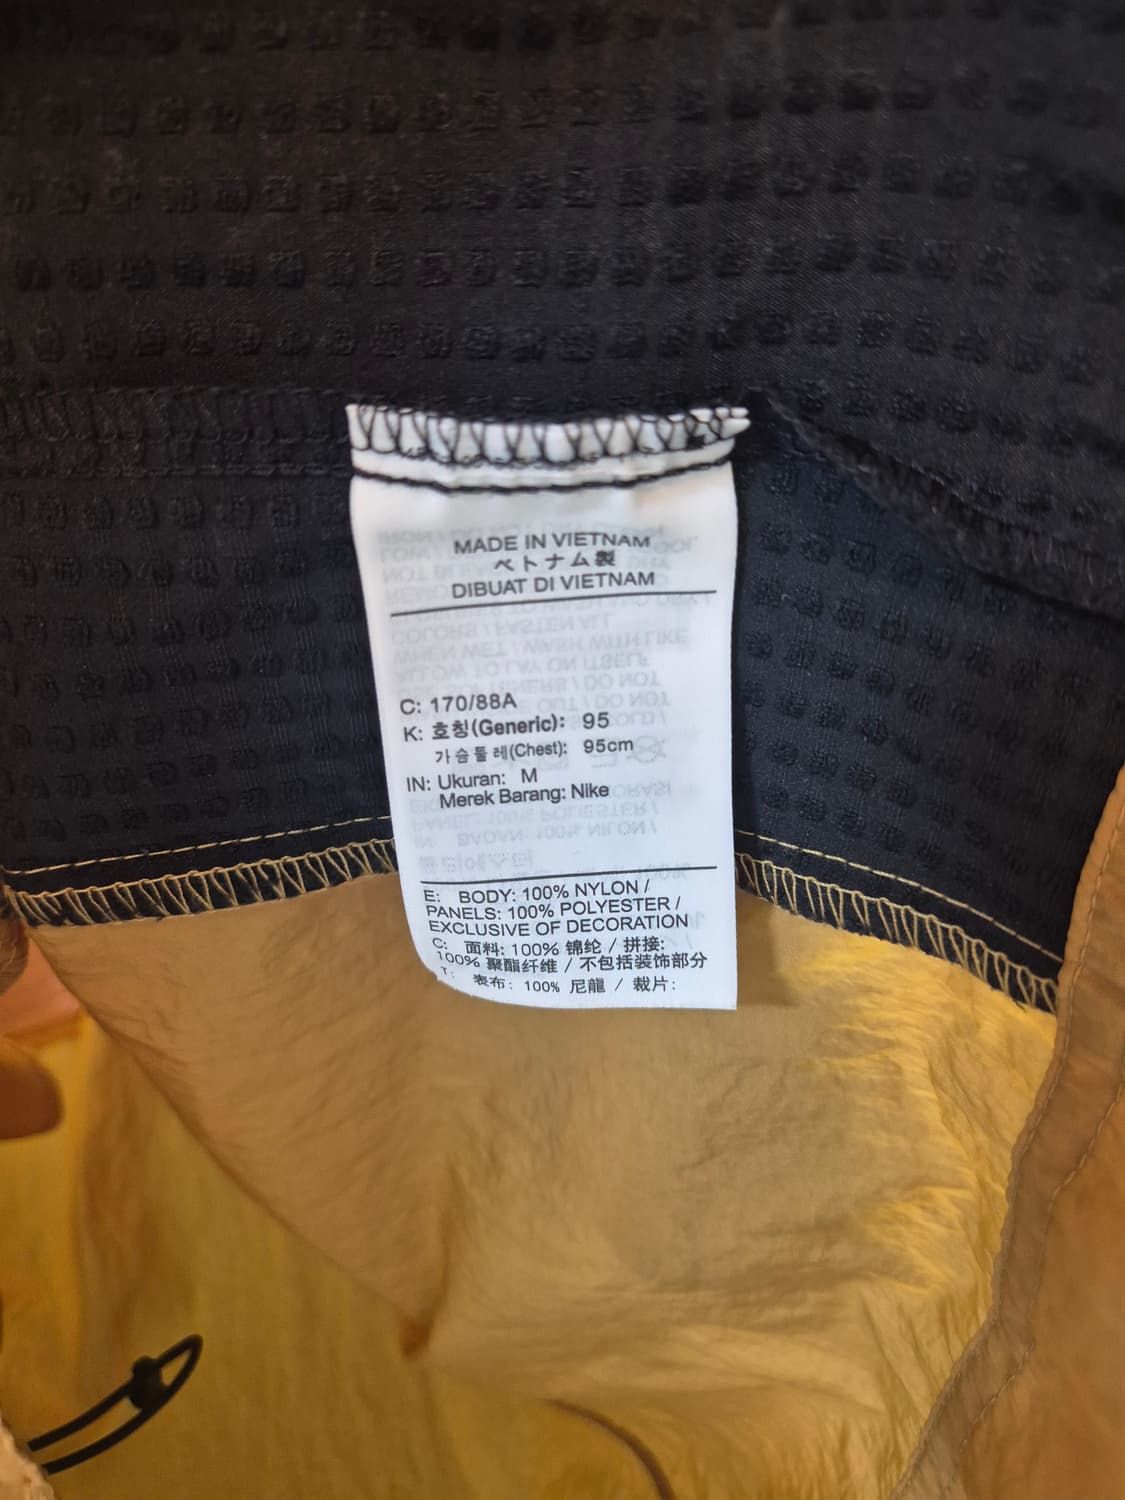 MADE IN VIETNAM
ベトナム製
DIBUAT DI VIETNAM
C: 170/88A
K: 호칭(Generic): 95
가슴둘레(Chest): 95cm
IN: Ukuran: M
Merek Barang: Nike
E: BODY: 100% NYLON /
PANELS: 100% POLYESTER /
EXCLUSIVE OF DECORATION
C: 面料: 100% 锦纶 / 拼接:
100% 聚酯纤维 / 不包括装饰部分
T: 表布: 100% 尼龍 / 裁片: